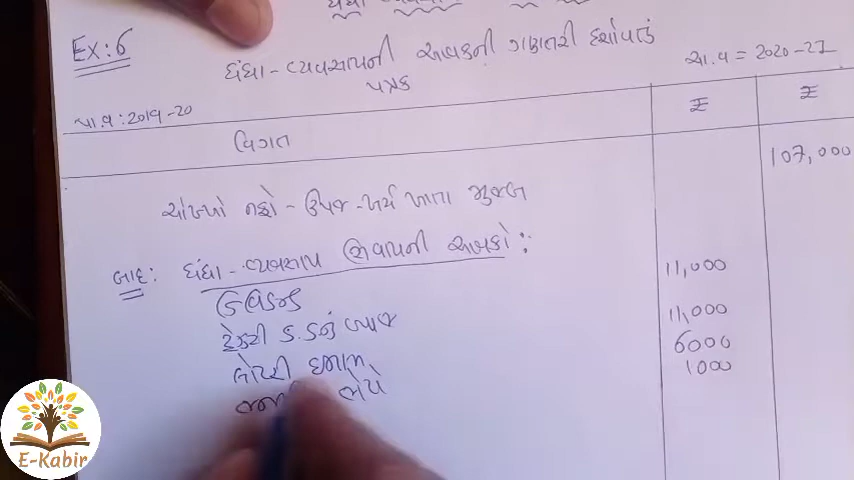 Ex: 6
ધંધા-વ્યવસાયની આવકની ગણતરી દર્શાવતું
પત્રક
આ.વ = 2020-21
પા.વ: 2019-20
વિગત ₹ ₹
ચોખ્ખો નફો - ઉપજ-ખર્ચ ખાતા મુજબ 107,000
બાદ: ધંધા-વ્યવસાય સિવાયની આવકો:
ડિવિડન્ડ 11,000
ડ.ડનું વ્યાજ 11,000
લોટરી ઇનામ 6000
ભેટો 1000
E-Kabir